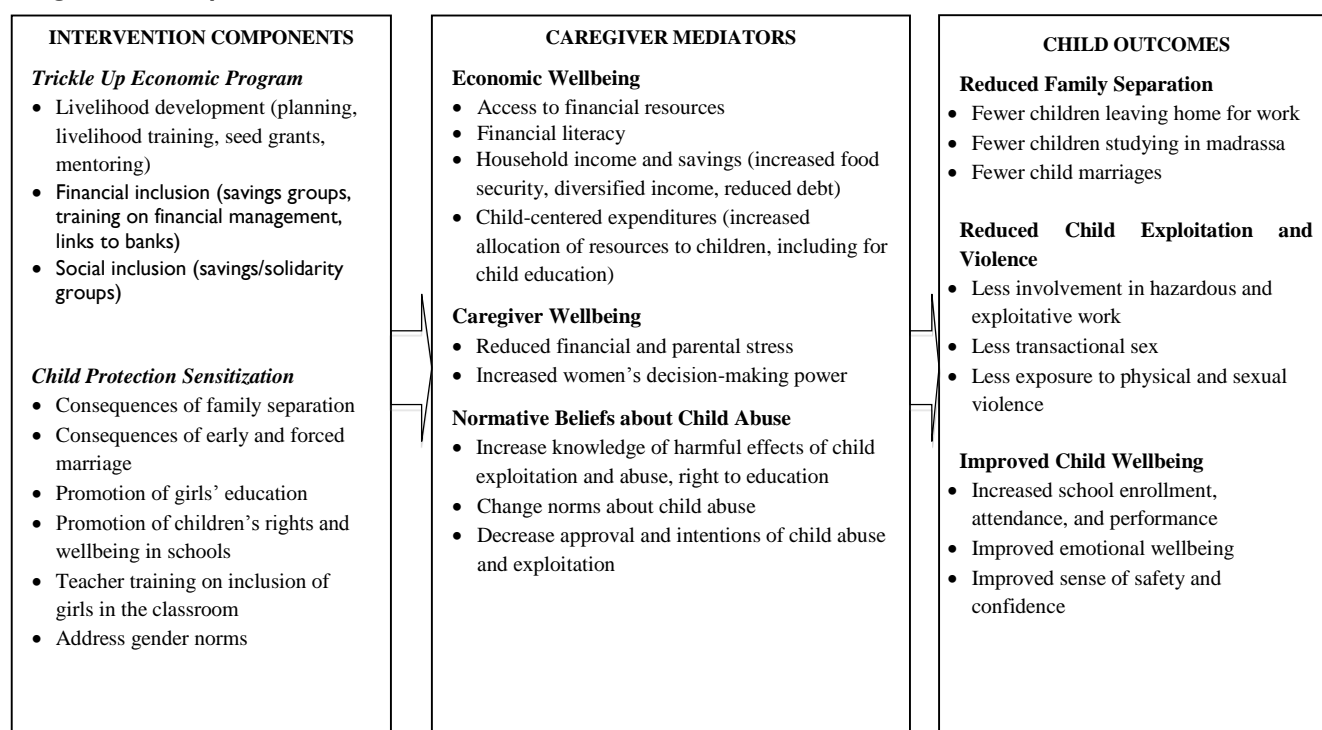 INTERVENTION COMPONENTS
Trickle Up Economic Program
• Livelihood development (planning,
livelihood training, seed grants,
mentoring)
• Financial inclusion (savings groups,
training on financial management,
links to banks)
• Social inclusion (savings/solidarity
groups)
Child Protection Sensitization
• Consequences of family separation
• Consequences of early and forced
marriage
• Promotion of girls’ education
• Promotion of children’s rights and
wellbeing in schools
• Teacher training on inclusion of
girls in the classroom
• Address gender norms
CAREGIVER MEDIATORS
Economic Wellbeing
• Access to financial resources
• Financial literacy
• Household income and savings (increased food
security, diversified income, reduced debt)
• Child-centered expenditures (increased
allocation of resources to children, including for
child education)
Caregiver Wellbeing
• Reduced financial and parental stress
• Increased women’s decision-making power
Normative Beliefs about Child Abuse
• Increase knowledge of harmful effects of child
exploitation and abuse, right to education
• Change norms about child abuse
• Decrease approval and intentions of child abuse
and exploitation
CHILD OUTCOMES
Reduced Family Separation
• Fewer children leaving home for work
• Fewer children studying in madrassa
• Fewer child marriages
Reduced Child Exploitation and
Violence
• Less involvement in hazardous and
exploitative work
• Less transactional sex
• Less exposure to physical and sexual
violence
Improved Child Wellbeing
• Increased school enrollment,
attendance, and performance
• Improved emotional wellbeing
• Improved sense of safety and
confidence